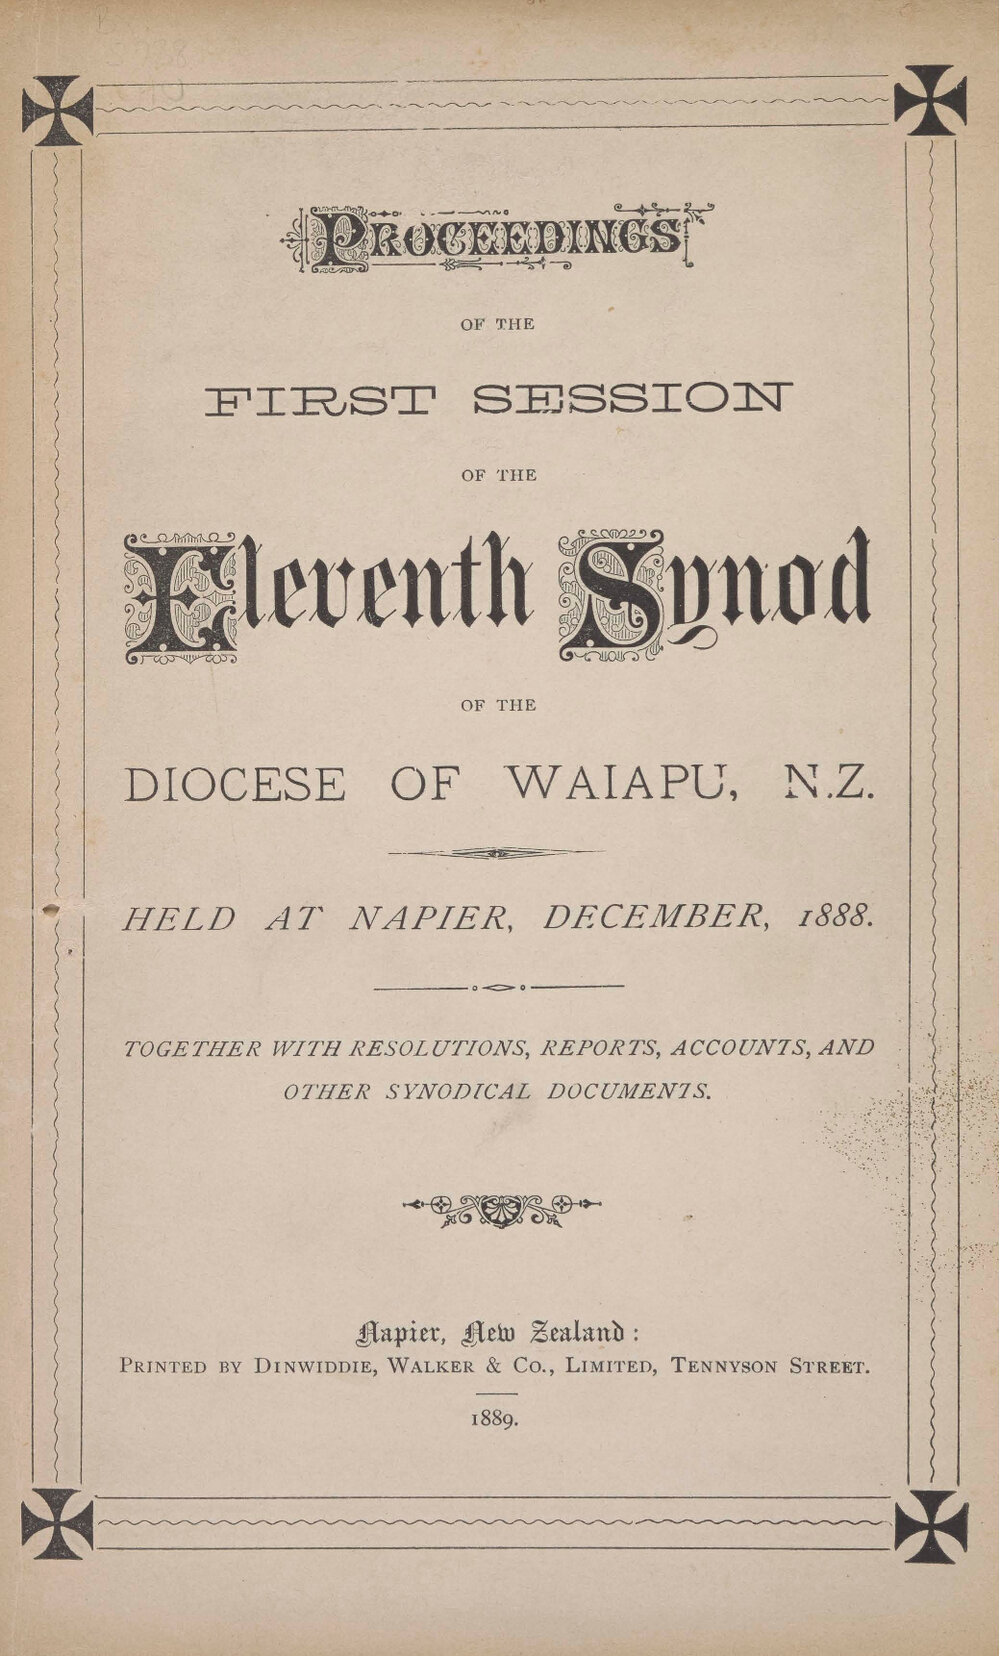 PROCEEDINGS
OF THE
FIRST SESSION
OF THE
Eleventh Synod
OF THE
DIOCESE OF WAIAPU, N.Z.
HELD AT NAPIER, DECEMBER, 1888.
TOGETHER WITH RESOLUTIONS, REPORTS, ACCOUNTS, AND
OTHER SYNODICAL DOCUMENTS.
Napier, New Zealand:
PRINTED BY DINWIDDIE, WALKER & CO., LIMITED, TENNYSON STREET.
1889.